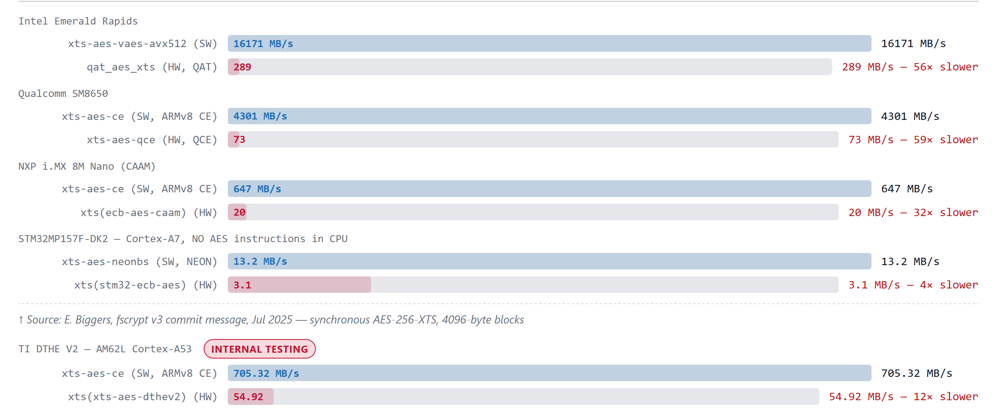 Intel Emerald Rapids
xts-aes-vaes-avx512 (SW) 16171 MB/s 16171 MB/s
qat_aes_xts (HW, QAT) 289 289 MB/s — 56× slower
Qualcomm SM8650
xts-aes-ce (SW, ARMv8 CE) 4301 MB/s 4301 MB/s
xts-aes-qce (HW, QCE) 73 73 MB/s — 59× slower
NXP i.MX 8M Nano (CAAM)
xts-aes-ce (SW, ARMv8 CE) 647 MB/s 647 MB/s
xts(ecb-aes-caam) (HW) 20 20 MB/s — 32× slower
STM32MP157F-DK2 — Cortex-A7, NO AES instructions in CPU
xts-aes-neonbs (SW, NEON) 13.2 MB/s 13.2 MB/s
xts(stm32-ecb-aes) (HW) 3.1 3.1 MB/s — 4× slower
↑ Source: E. Biggers, fscrypt v3 commit message, Jul 2025 — synchronous AES-256-XTS, 4096-byte blocks
TI DTHE V2 — AM62L Cortex-A53 INTERNAL TESTING
xts-aes-ce (SW, ARMv8 CE) 705.32 MB/s 705.32 MB/s
xts(xts-aes-dthev2) (HW) 54.92 54.92 MB/s — 12× slower